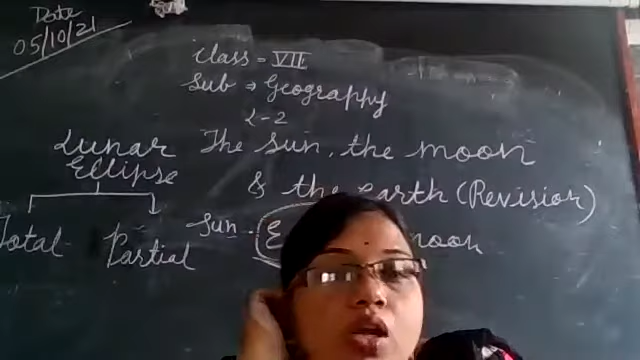 Date
05/10/21
Class = VII
Sub → Geography
L-2
The Sun, the moon
& the earth (Revision)
Lunar
Ellipse
Total Partial
Sun E moon